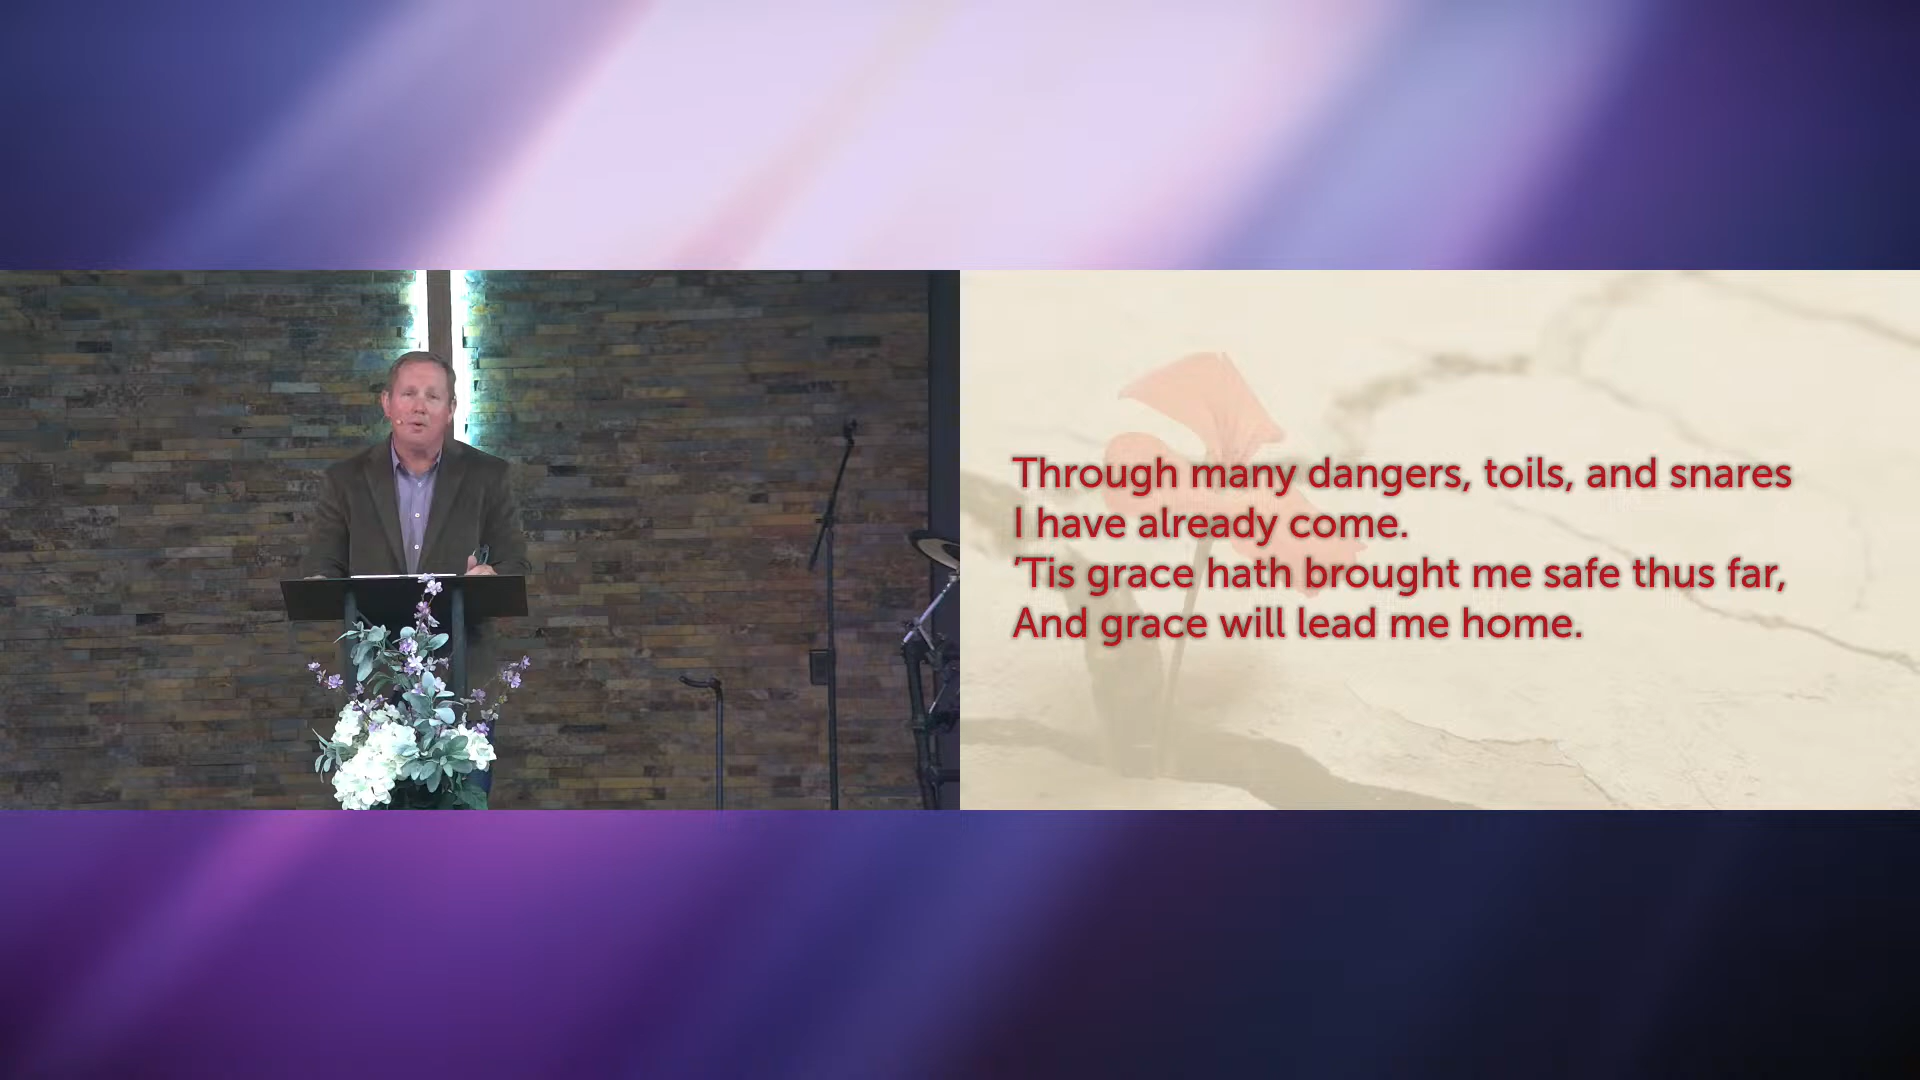 Through many dangers, toils, and snares
I have already come.
’Tis grace hath brought me safe thus far,
And grace will lead me home.